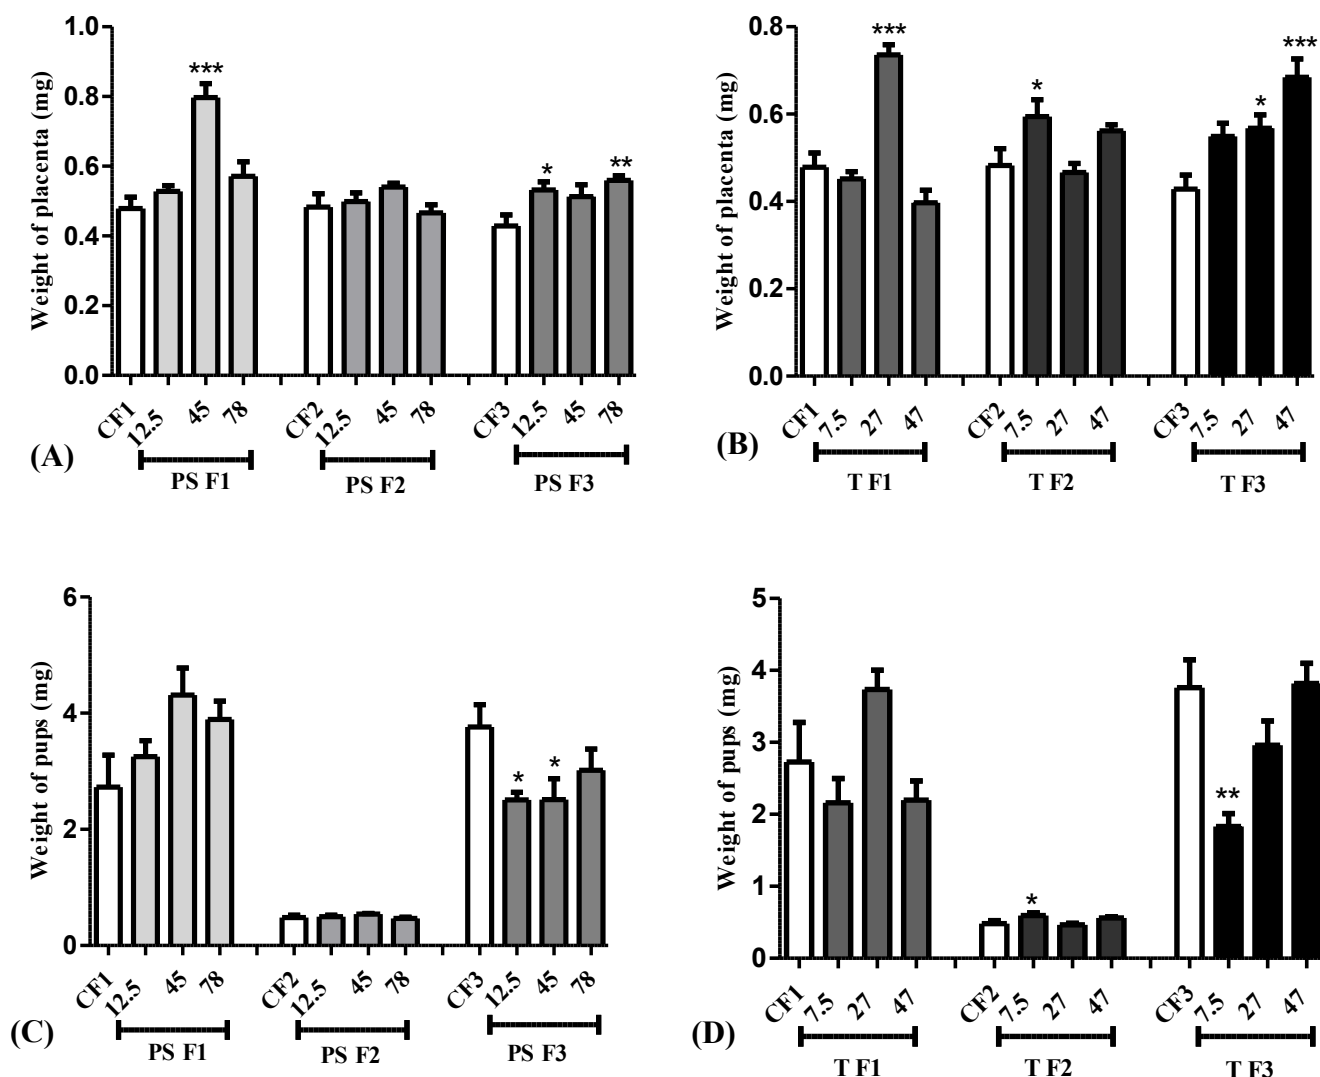 1.0
0.8
0.6
0.4
0.2
0.0
Weight of placenta (mg)
***
*
**
CF1 12.5 45 78 CF2 12.5 45 78 CF3 12.5 45 78
(A)
PS F1 PS F2 PS F3
0.8
0.6
0.4
0.2
0.0
Weight of placenta (mg)
***
*
*
***
CF1 7.5 27 47 CF2 7.5 27 47 CF3 7.5 27 47
(B)
T F1 T F2 T F3
6
4
2
0
Weight of pups (mg)
* *
CF1 12.5 45 78 CF2 12.5 45 78 CF3 12.5 45 78
(C)
PS F1 PS F2 PS F3
5
4
3
2
1
0
Weight of pups (mg)
*
**
CF1 7.5 27 47 CF2 7.5 27 47 CF3 7.5 27 47
(D)
T F1 T F2 T F3